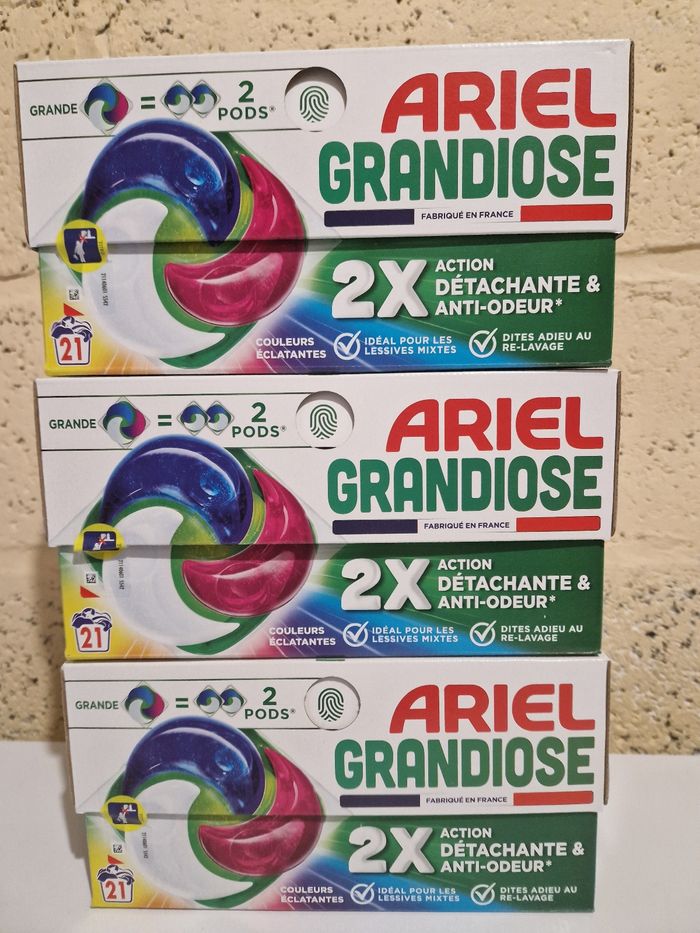 GRANDE = 2 PODS®
ARIEL
GRANDIOSE
FABRIQUÉ EN FRANCE
2X ACTION
DÉTACHANTE &
ANTI-ODEUR*
21
COULEURS
ÉCLATANTES
IDÉAL POUR LES
LESSIVES MIXTES
DITES ADIEU AU
RE-LAVAGE
GRANDE = 2 PODS®
ARIEL
GRANDIOSE
FABRIQUÉ EN FRANCE
2X ACTION
DÉTACHANTE &
ANTI-ODEUR*
21
COULEURS
ÉCLATANTES
IDÉAL POUR LES
LESSIVES MIXTES
DITES ADIEU AU
RE-LAVAGE
GRANDE = 2 PODS®
ARIEL
GRANDIOSE
FABRIQUÉ EN FRANCE
2X ACTION
DÉTACHANTE &
ANTI-ODEUR*
21
COULEURS
ÉCLATANTES
IDÉAL POUR LES
LESSIVES MIXTES
DITES ADIEU AU
RE-LAVAGE